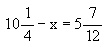 10 1/4 − x = 5 7/12